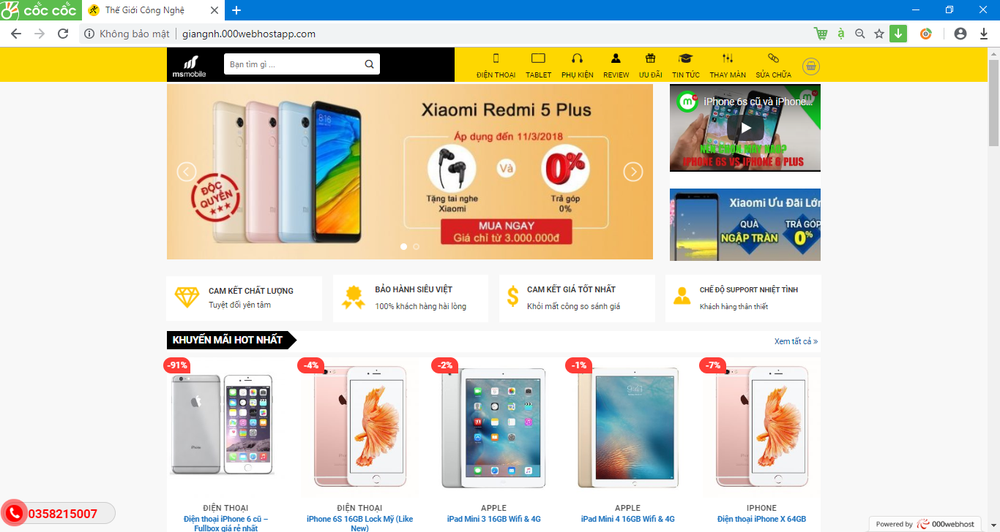 cốc cốc
Thế Giới Công Nghệ
Không bảo mật
giangnh.000webhostapp.com
msmobile
Bạn tìm gì ...
ĐIỆN THOẠI
TABLET
PHỤ KIỆN
REVIEW
ƯU ĐÃI
TIN TỨC
THAY MÀN
SỬA CHỮA
Xiaomi Redmi 5 Plus
Áp dụng đến 11/3/2018
Và
0%
8:16
ĐỘC QUYỀN
Tặng tai nghe
Xiaomi
Trả góp
0%
MUA NGAY
Giá chỉ từ 3.000.000đ
iPhone 6s cũ và iPhone...
NÊN CHỌN MÁY NÀO?
IPHONE 6S VS IPHONE 6 PLUS
Xiaomi Ưu Đãi Lớn
QUÀ
NGẬP TRÀN
TRẢ GÓP
0%
CAM KẾT CHẤT LƯỢNG
Tuyệt đối yên tâm
BẢO HÀNH SIÊU VIỆT
100% khách hàng hài lòng
CAM KẾT GIÁ TỐT NHẤT
Khỏi mất công so sánh giá
CHẾ ĐỘ SUPPORT NHIỆT TÌNH
Khách hàng thân thiết
KHUYẾN MÃI HOT NHẤT
Xem tất cả »
-91%
-4%
-2%
-1%
-7%
iPhone
9:41
ĐIỆN THOẠI
Điện thoại iPhone 6 cũ –
Fullbox giá rẻ nhất
ĐIỆN THOẠI
iPhone 6S 16GB Lock Mỹ (Like
New)
APPLE
iPad Mini 3 16GB Wifi & 4G
APPLE
iPad Mini 4 16GB Wifi & 4G
IPHONE
Điện thoại iPhone X 64GB
0358215007
Powered by 000webhost